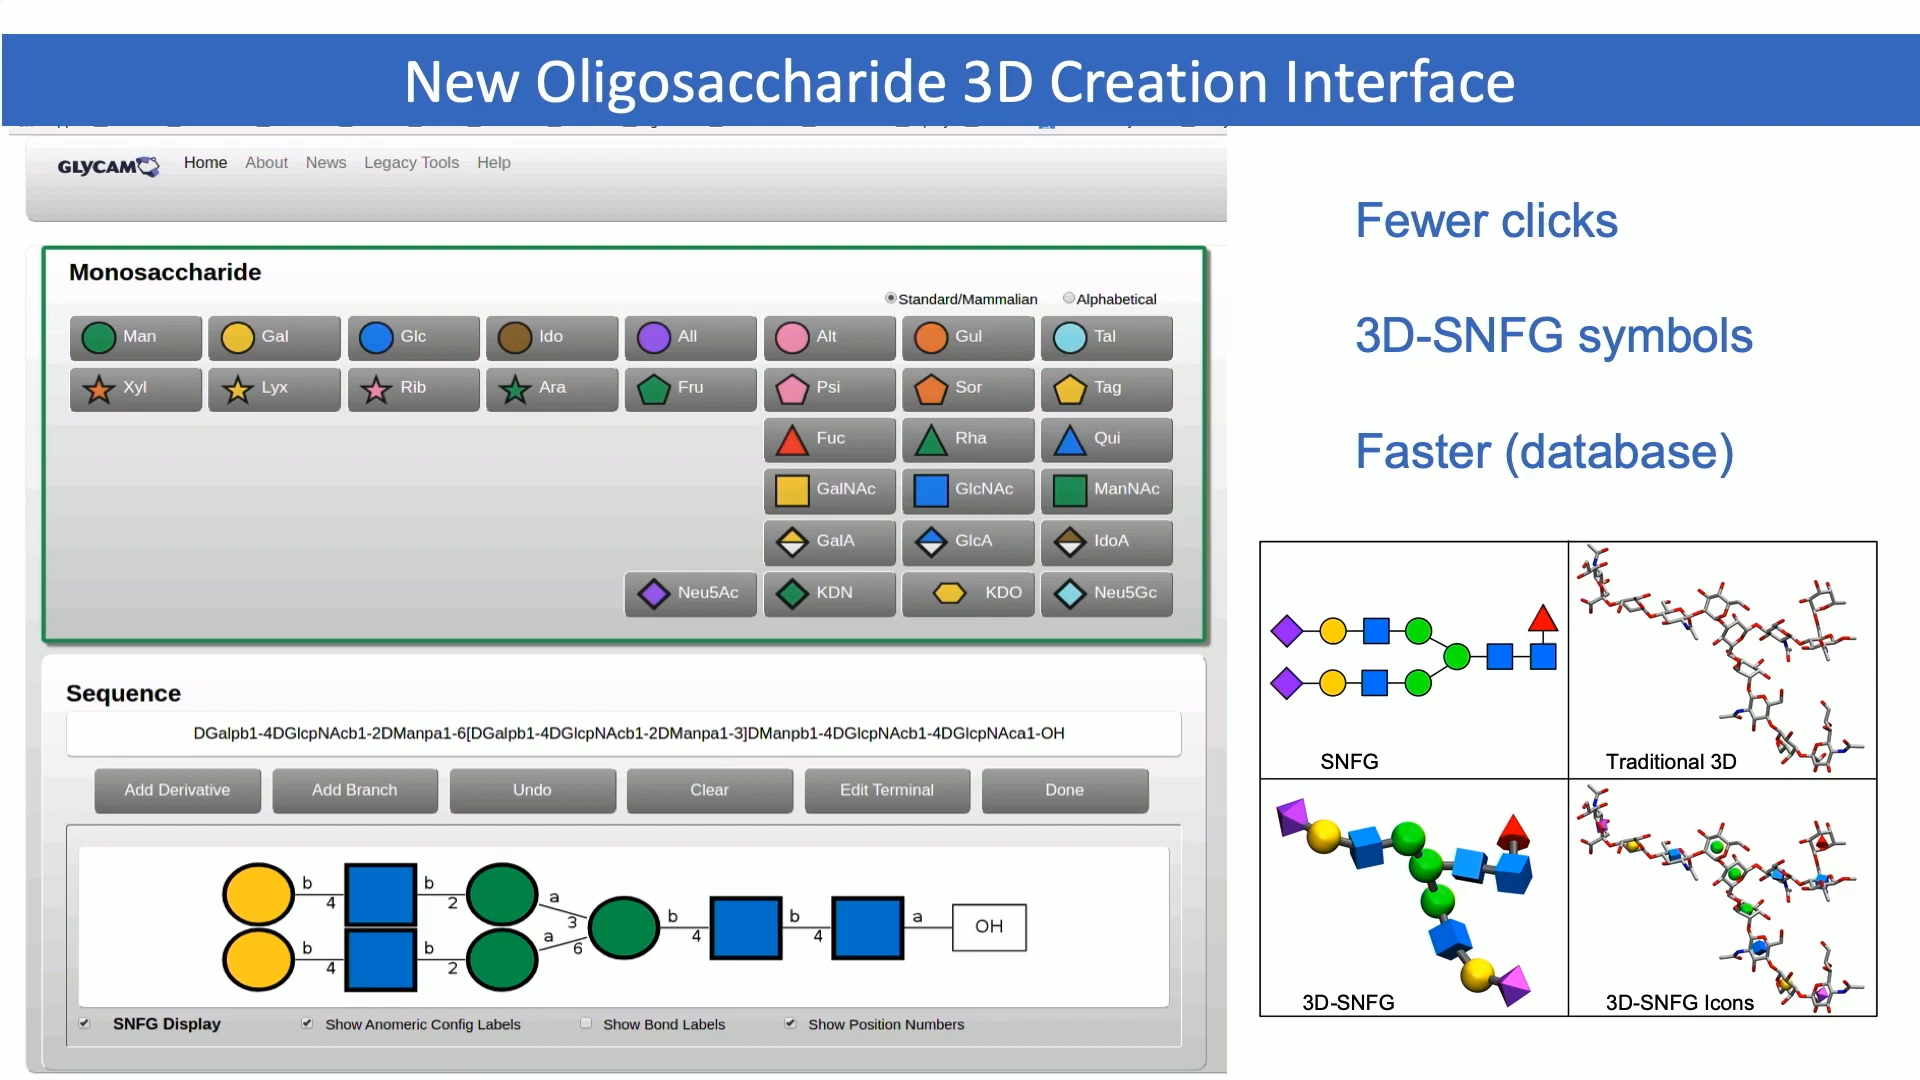 New Oligosaccharide 3D Creation Interface
GLYCAM Home About News Legacy Tools Help
Monosaccharide
Standard/Mammalian Alphabetical
Man Gal Glc Ido All Alt Gul Tal
Xyl Lyx Rib Ara Fru Psi Sor Tag
Fuc Rha Qui
GalNAc GlcNAc ManNAc
GalA GlcA IdoA
Neu5Ac KDN KDO Neu5Gc
Sequence
DGalpb1-4DGlcpNAcb1-2DManpa1-6[DGalpb1-4DGlcpNAcb1-2DManpa1-3]DManpb1-4DGlcpNAcb1-4DGlcpNAca1-OH
Add Derivative Add Branch Undo Clear Edit Terminal Done
b 4 b 2 a 3 b 4 b 4 a OH
b 4 b 2 a 6
SNFG Display Show Anomeric Config Labels Show Bond Labels Show Position Numbers
Fewer clicks
3D-SNFG symbols
Faster (database)
SNFG Traditional 3D
3D-SNFG 3D-SNFG Icons